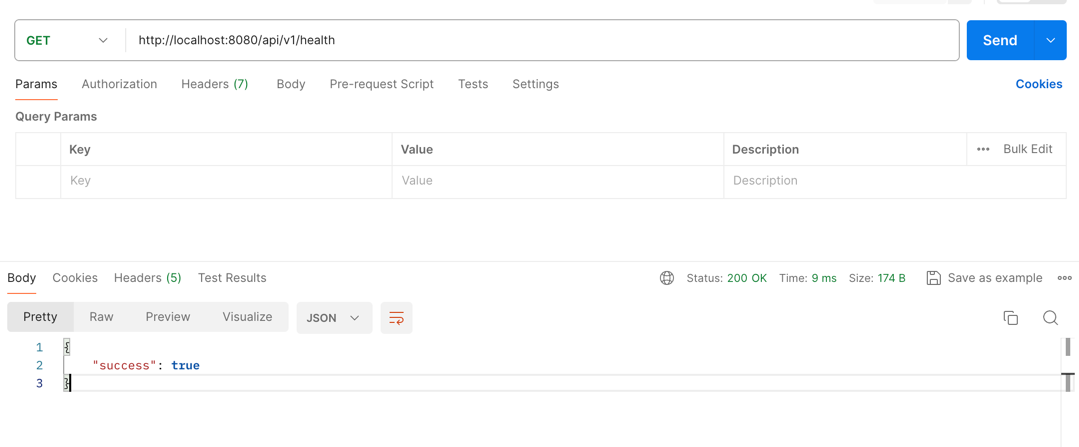 GET http://localhost:8080/api/v1/health Send
Params Authorization Headers (7) Body Pre-request Script Tests Settings Cookies
Query Params
Key Value Description ••• Bulk Edit
Key Value Description
Body Cookies Headers (5) Test Results Status: 200 OK Time: 9 ms Size: 174 B Save as example
Pretty Raw Preview Visualize JSON
1 {
2 "success": true
3 }